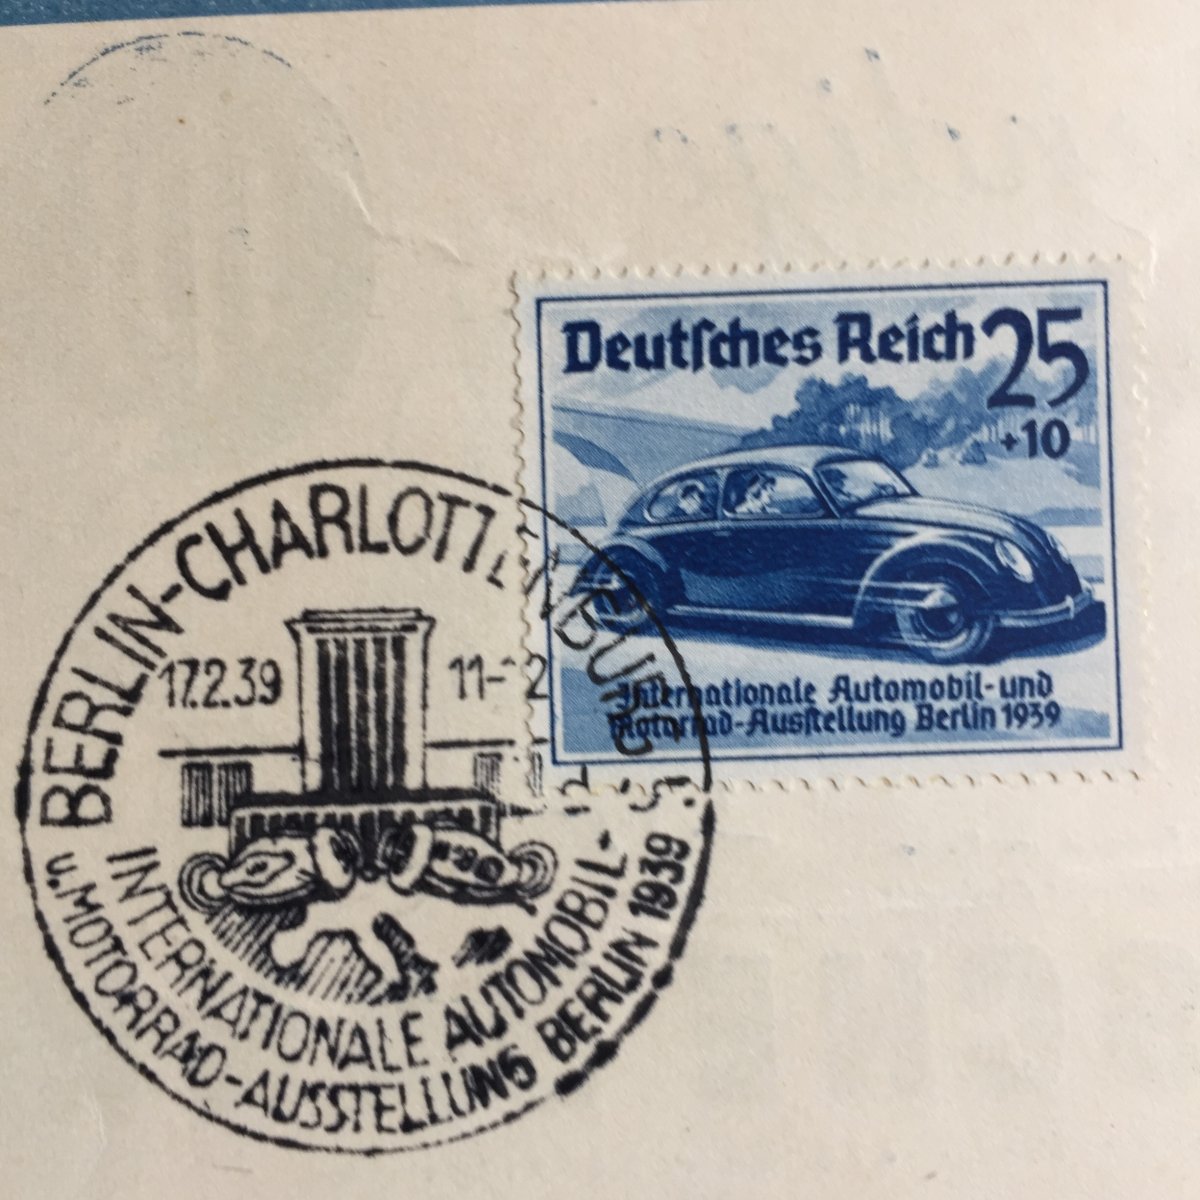 Deutsches Reich 25
+10
Internationale Automobil- und
Motorrad-Ausstellung Berlin 1939
BERLIN-CHARLOTTENBURG
17.2.39
INTERNATIONALE AUTOMOBIL-
u. MOTORRAD-AUSSTELLUNG BERLIN 1939